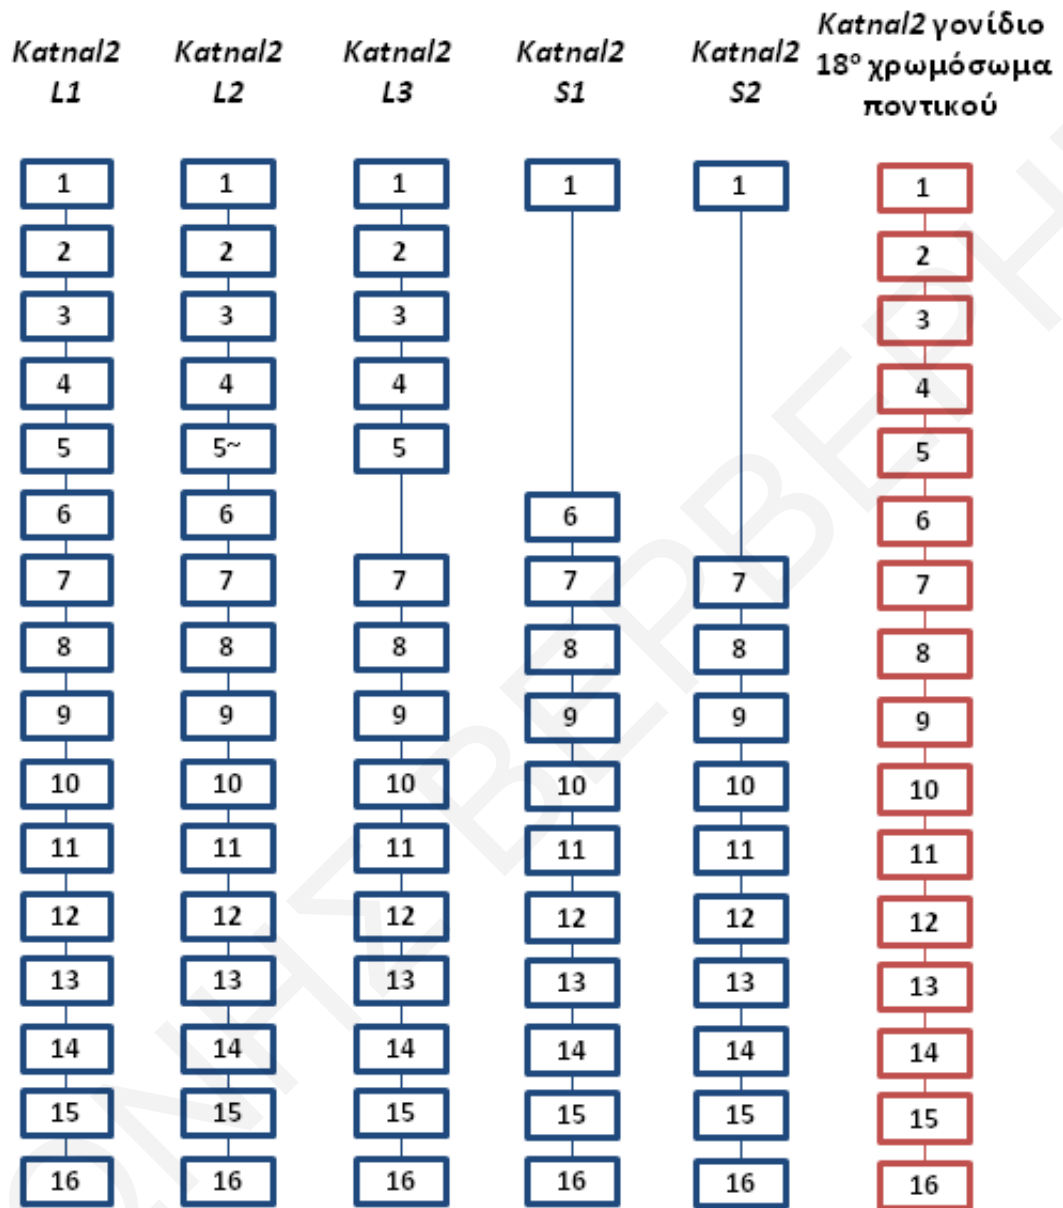 Katnal2 L1
Katnal2 L2
Katnal2 L3
Katnal2 S1
Katnal2 S2
Katnal2 γονίδιο
18ο χρωμόσωμα
ποντικού
1 1 1 1 1 1
2 2 2 2
3 3 3 3
4 4 4 4
5 5~ 5 5
6 6 6 6
7 7 7 7 7 7
8 8 8 8 8 8
9 9 9 9 9 9
10 10 10 10 10 10
11 11 11 11 11 11
12 12 12 12 12 12
13 13 13 13 13 13
14 14 14 14 14 14
15 15 15 15 15 15
16 16 16 16 16 16